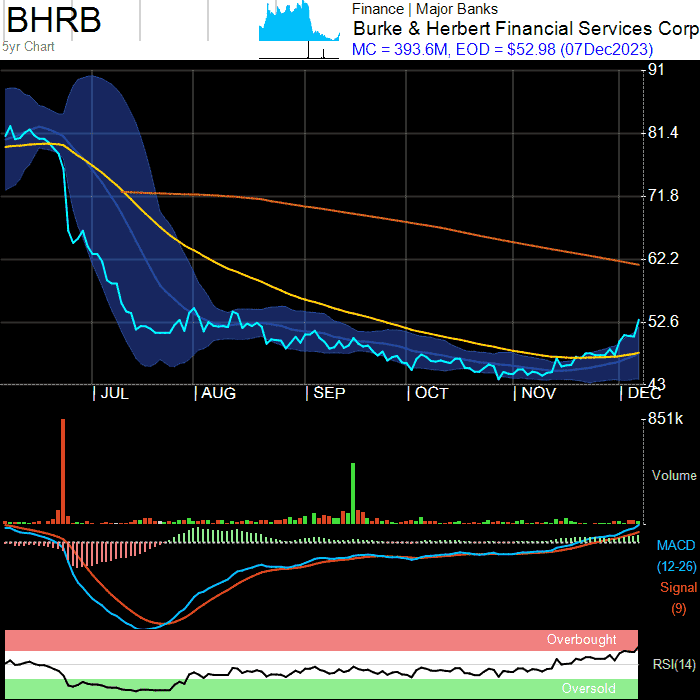 BHRB
5yr Chart
Finance | Major Banks
Burke & Herbert Financial Services Corp
MC = 393.6M, EOD = $52.98 (07Dec2023)
91
81.4
71.8
62.2
52.6
43
| JUL | AUG | SEP | OCT | NOV | DEC
851k
Volume
MACD
(12-26)
Signal
(9)
Overbought
RSI(14)
Oversold